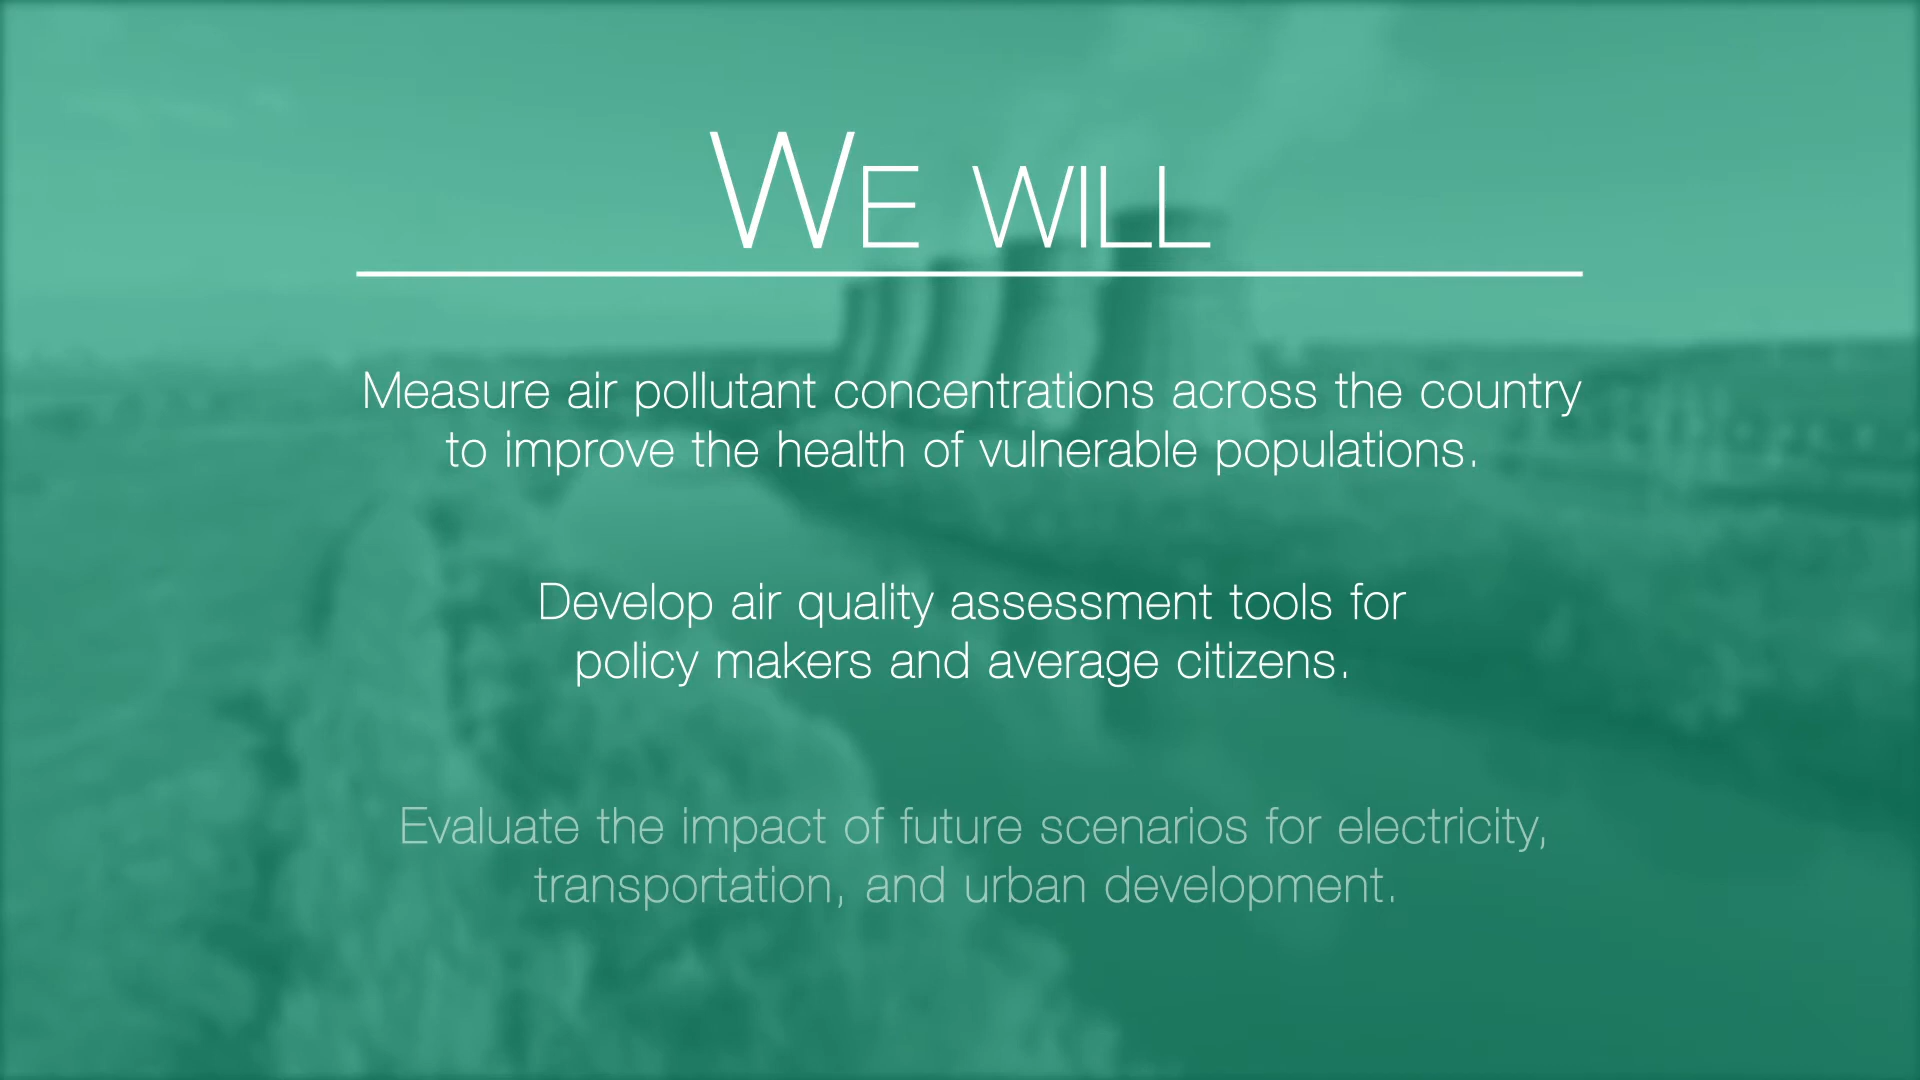 WE WILL
Measure air pollutant concentrations across the country
to improve the health of vulnerable populations.
Develop air quality assessment tools for
policy makers and average citizens.
Evaluate the impact of future scenarios for electricity,
transportation, and urban development.